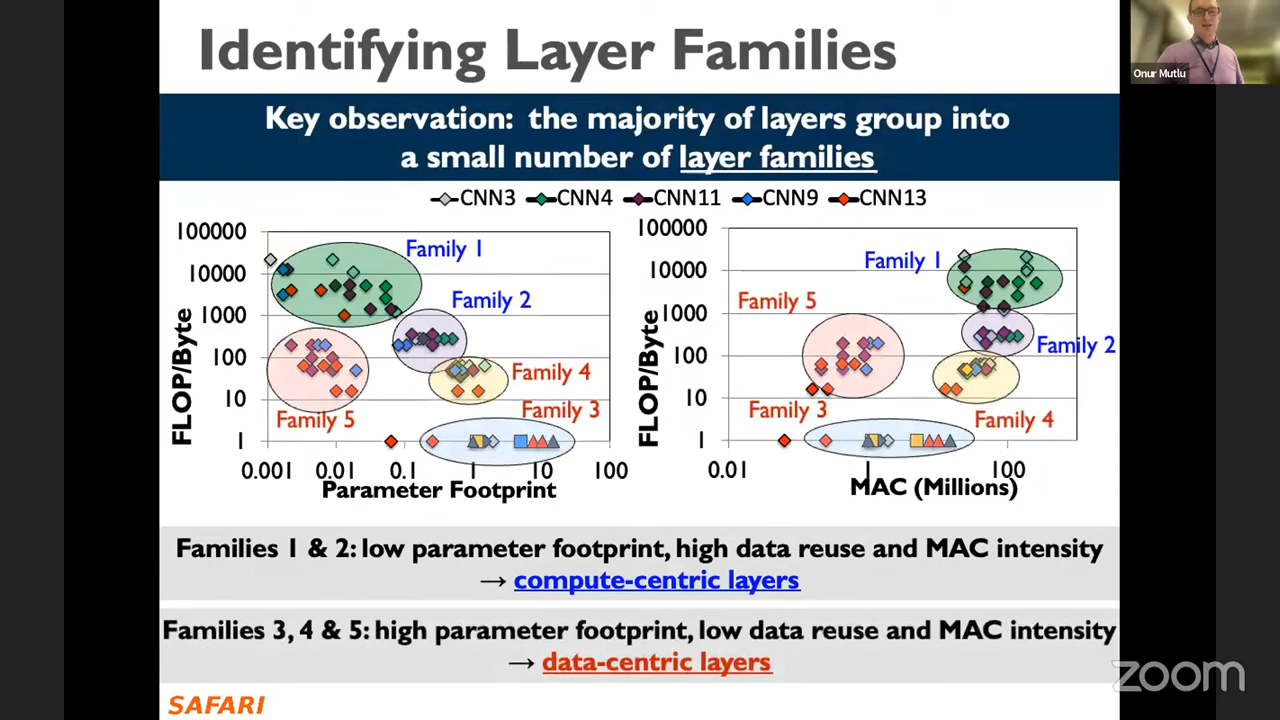 Identifying Layer Families
Onur Mutlu
Key observation: the majority of layers group into
a small number of layer families
CNN3 CNN4 CNN11 CNN9 CNN13
100000
10000
1000
100
10
1
FLOP/Byte
0.001 0.01 0.1 1 10 100
Parameter Footprint
Family 1
Family 2
Family 4
Family 3
Family 5
100000
10000
1000
100
10
1
FLOP/Byte
0.01 1 100
MAC (Millions)
Family 1
Family 5
Family 2
Family 3
Family 4
Families 1 & 2: low parameter footprint, high data reuse and MAC intensity
→ compute-centric layers
Families 3, 4 & 5: high parameter footprint, low data reuse and MAC intensity
→ data-centric layers
SAFARI
zoom